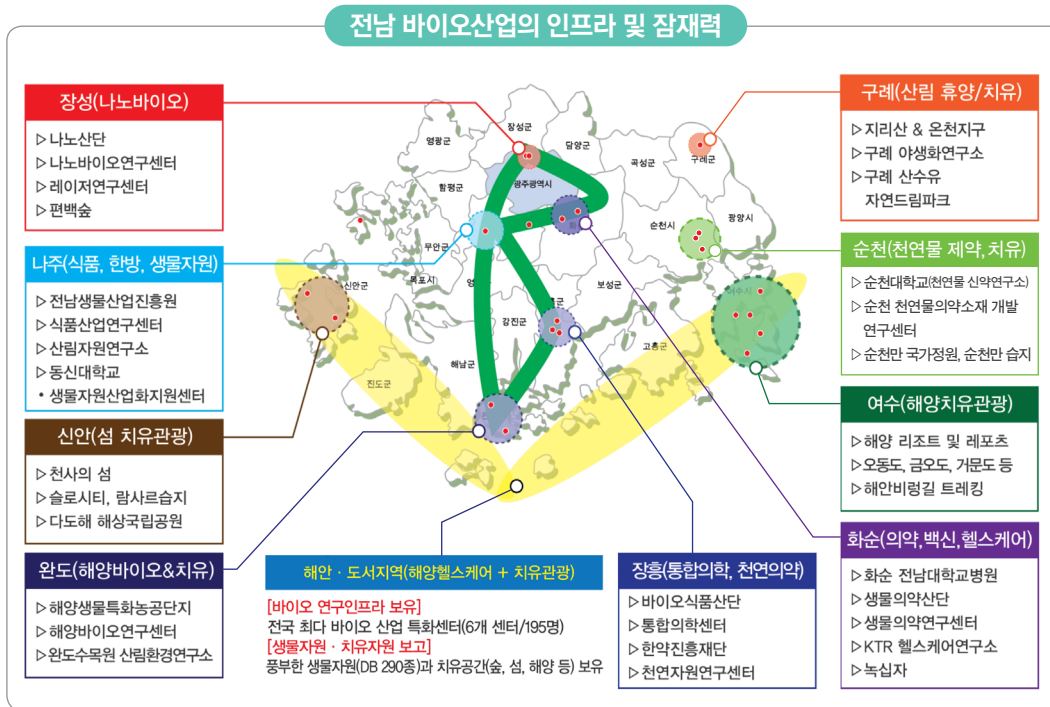 전남 바이오산업의 인프라 및 잠재력
장성(나노바이오)
▷나노산단
▷나노바이오연구센터
▷레이저연구센터
▷편백숲
나주(식품, 한방, 생물자원)
▷전남생물산업진흥원
▷식품산업연구센터
▷산림자원연구소
▷동신대학교
• 생물자원산업화지원센터
신안(섬 치유관광)
▷천사의 섬
▷슬로시티, 람사르습지
▷다도해 해상국립공원
완도(해양바이오&치유)
▷해양생물특화농공단지
▷해양바이오연구센터
▷완도수목원 산림환경연구소
영광군
장성군
담양군
곡성군
구례군
함평군
광주광역시
무안군
순천시
광양시
신안군
목포시
영
흥군
보성군
여수시
강진군
고흥군
해남군
진도군
해안 · 도서지역(해양헬스케어 + 치유관광)
[바이오 연구인프라 보유]
전국 최다 바이오 산업 특화센터(6개 센터/195명)
[생물자원 · 치유자원 보고]
풍부한 생물자원(DB 290종)과 치유공간(숲, 섬, 해양 등) 보유
장흥(통합의학, 천연의약)
▷바이오식품산단
▷통합의학센터
▷한약진흥재단
▷천연자원연구센터
구례(산림 휴양/치유)
▷지리산 & 온천지구
▷구례 야생화연구소
▷구례 산수유
자연드림파크
순천(천연물 제약,치유)
▷순천대학교(천연물 신약연구소)
▷순천 천연물의약소재 개발
연구센터
▷순천만 국가정원, 순천만 습지
여수(해양치유관광)
▷해양 리조트 및 레포츠
▷오동도, 금오도, 거문도 등
▷해안비렁길 트레킹
화순(의약,백신,헬스케어)
▷화순 전남대학교병원
▷생물의약산단
▷생물의약연구센터
▷KTR 헬스케어연구소
▷녹십자